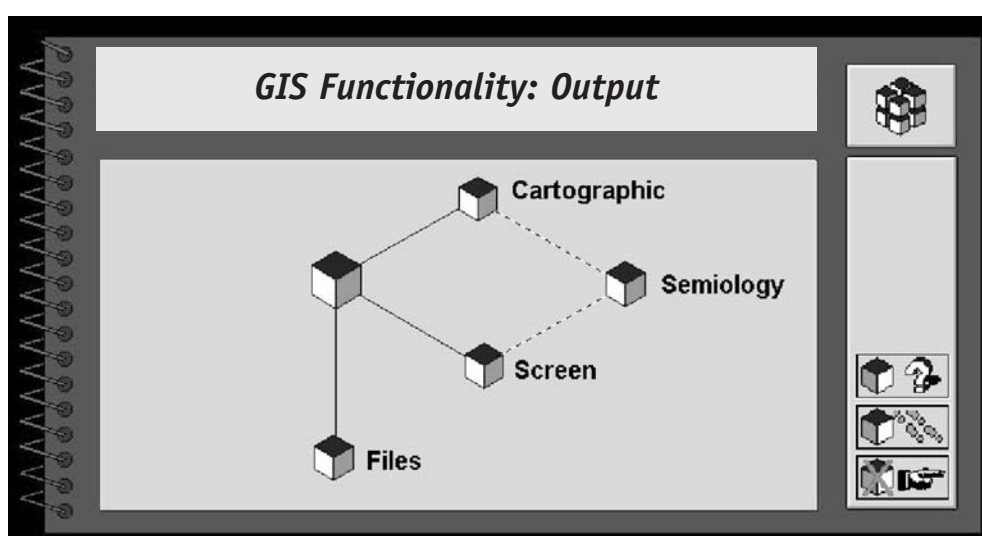 GIS Functionality: Output
Cartographic
Semiology
Screen
Files